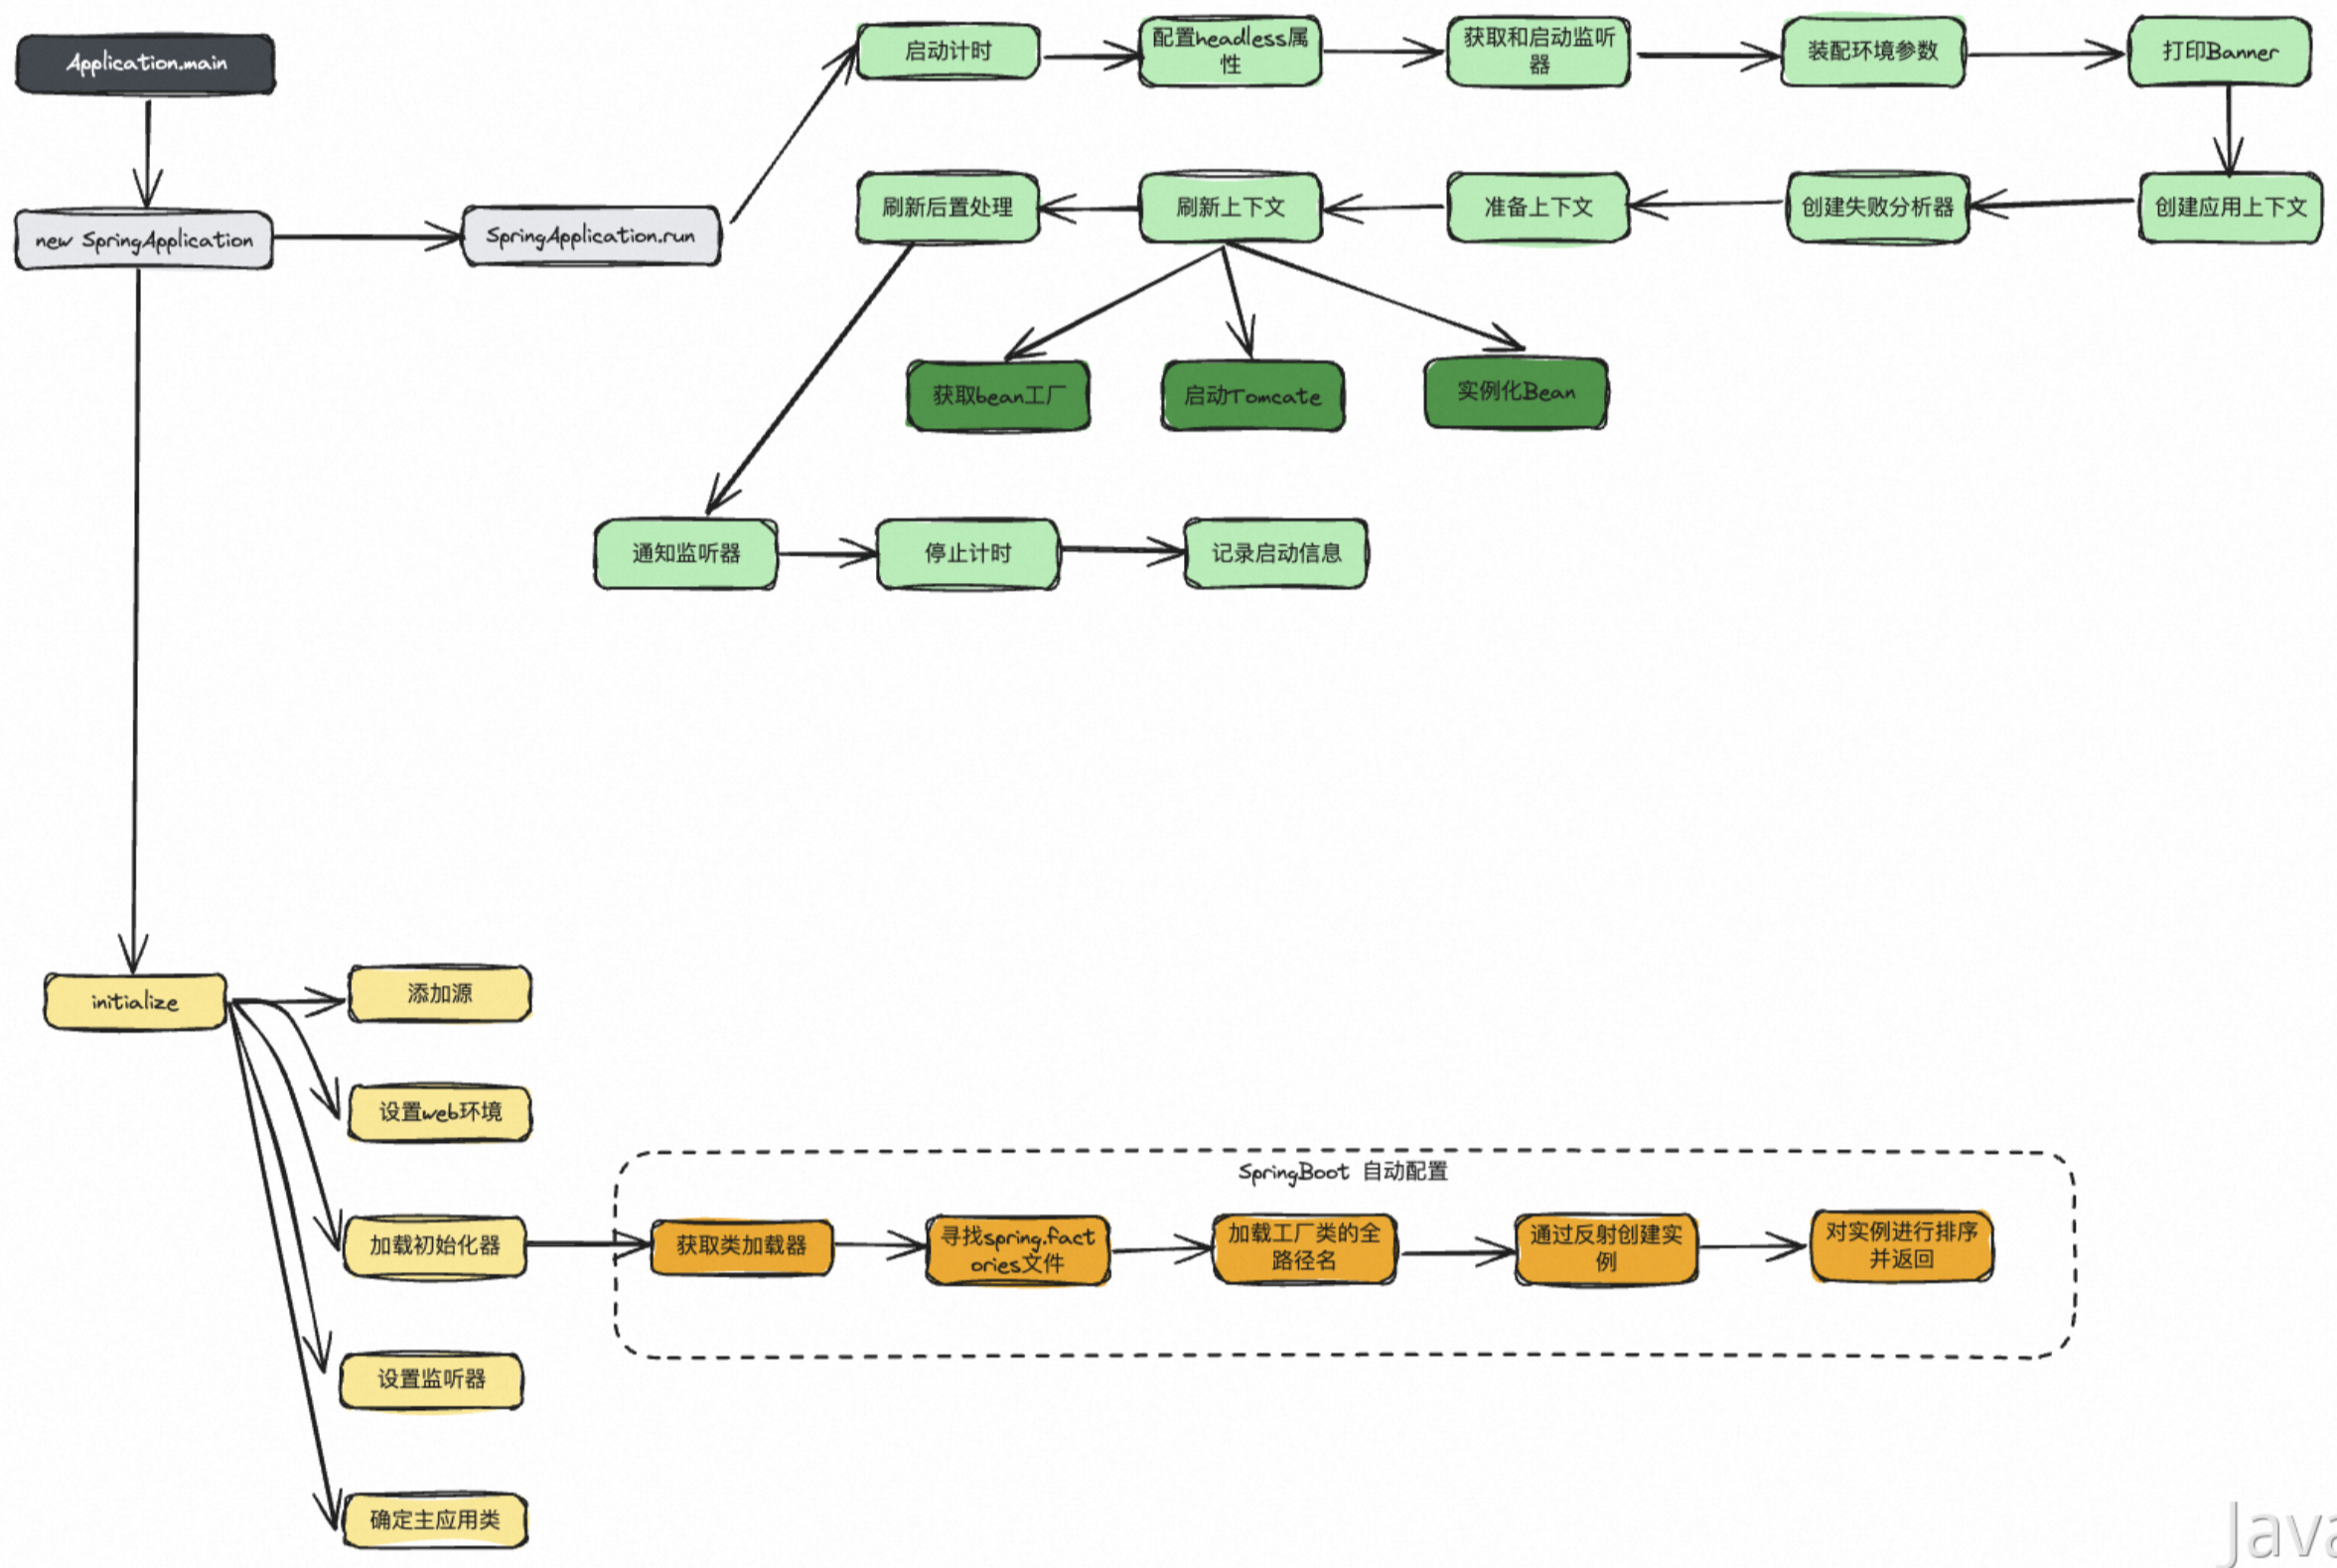 Application.main
new SpringApplication
SpringApplication.run
启动计时
配置headless属
性
获取和启动监听
器
装配环境参数
打印Banner
创建应用上下文
创建失败分析器
准备上下文
刷新上下文
刷新后置处理
获取bean工厂
启动Tomcate
实例化Bean
通知监听器
停止计时
记录启动信息
initialize
添加源
设置web环境
加载初始化器
设置监听器
确定主应用类
SpringBoot 自动配置
获取类加载器
寻找spring.fact
ories文件
加载工厂类的全
路径名
通过反射创建实
例
对实例进行排序
并返回
Java